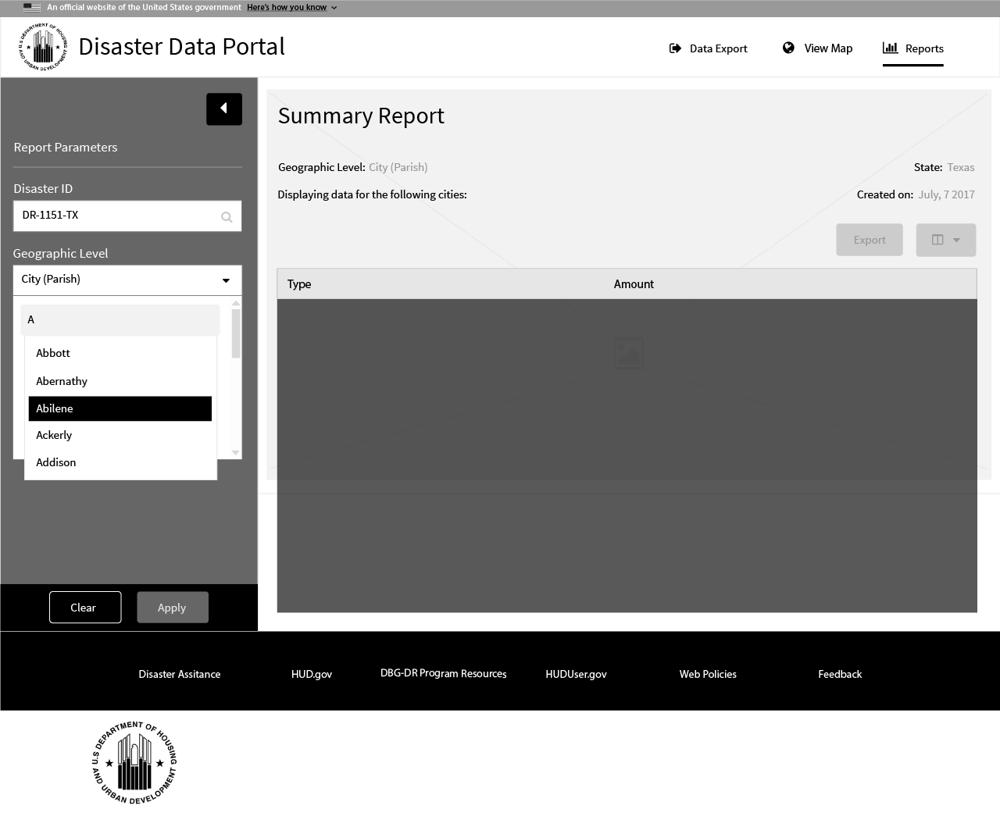 An official website of the United States government Here's how you know
U.S DEPARTMENT OF HOUSING AND URBAN DEVELOPMENT
Disaster Data Portal
Data Export
View Map
Reports
Report Parameters
Disaster ID
DR-1151-TX
Geographic Level
City (Parish)
A
Abbott
Abernathy
Abilene
Ackerly
Addison
Clear
Apply
Summary Report
Geographic Level: City (Parish)
State: Texas
Displaying data for the following cities:
Created on: July, 7 2017
Export
Type
Amount
Disaster Assitance
HUD.gov
DBG-DR Program Resources
HUDUser.gov
Web Policies
Feedback
U.S DEPARTMENT OF HOUSING AND URBAN DEVELOPMENT